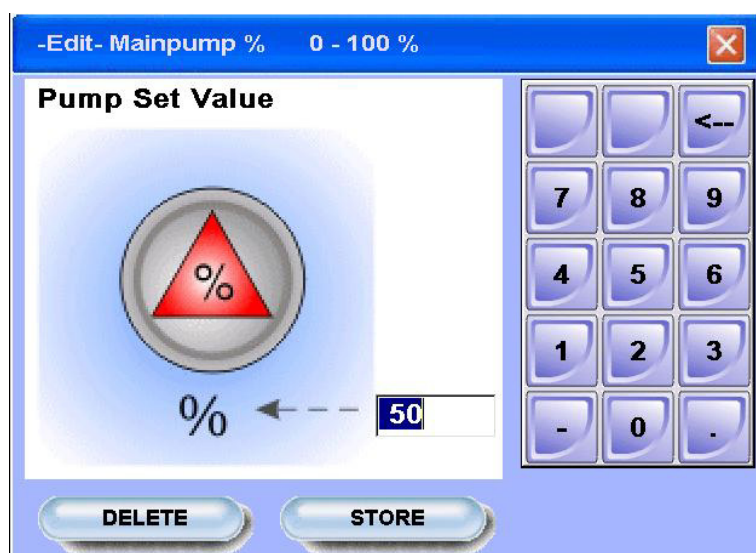 -Edit- Mainpump % 0 - 100 %
Pump Set Value
<--
7 8 9
4 5 6
1 2 3
- 0 .
%
% 50
DELETE STORE